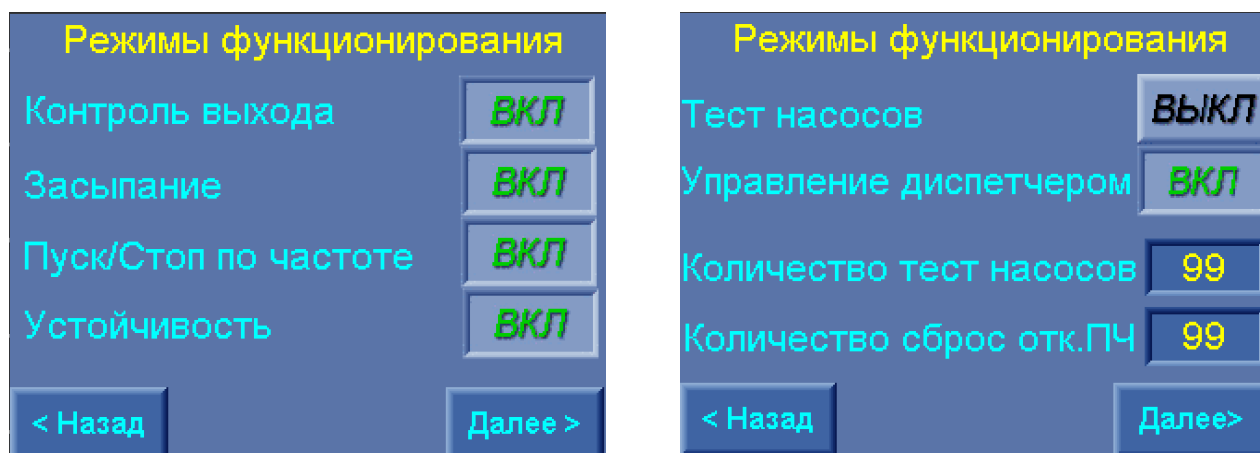 Режимы функционирования
Контроль выхода ВКЛ
Засыпание ВКЛ
Пуск/Стоп по частоте ВКЛ
Устойчивость ВКЛ
< Назад Далее >
Режимы функционирования
Тест насосов ВЫКЛ
Управление диспетчером ВКЛ
Количество тест насосов 99
Количество сброс отк.ПЧ 99
< Назад Далее>